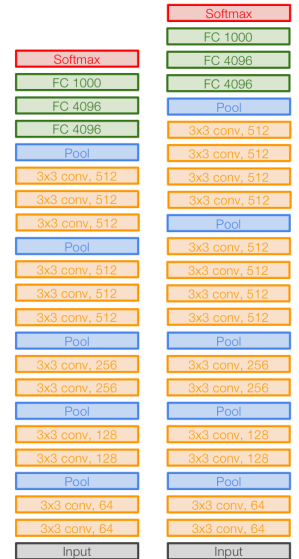 Softmax
FC 1000
FC 4096
FC 4096
Pool
3x3 conv, 512
3x3 conv, 512
3x3 conv, 512
Pool
3x3 conv, 512
3x3 conv, 512
3x3 conv, 512
Pool
3x3 conv, 256
3x3 conv, 256
Pool
3x3 conv, 128
3x3 conv, 128
Pool
3x3 conv, 64
3x3 conv, 64
Input
Softmax
FC 1000
FC 4096
FC 4096
Pool
3x3 conv, 512
3x3 conv, 512
3x3 conv, 512
3x3 conv, 512
Pool
3x3 conv, 512
3x3 conv, 512
3x3 conv, 512
3x3 conv, 512
Pool
3x3 conv, 256
3x3 conv, 256
Pool
3x3 conv, 128
3x3 conv, 128
Pool
3x3 conv, 64
3x3 conv, 64
Input